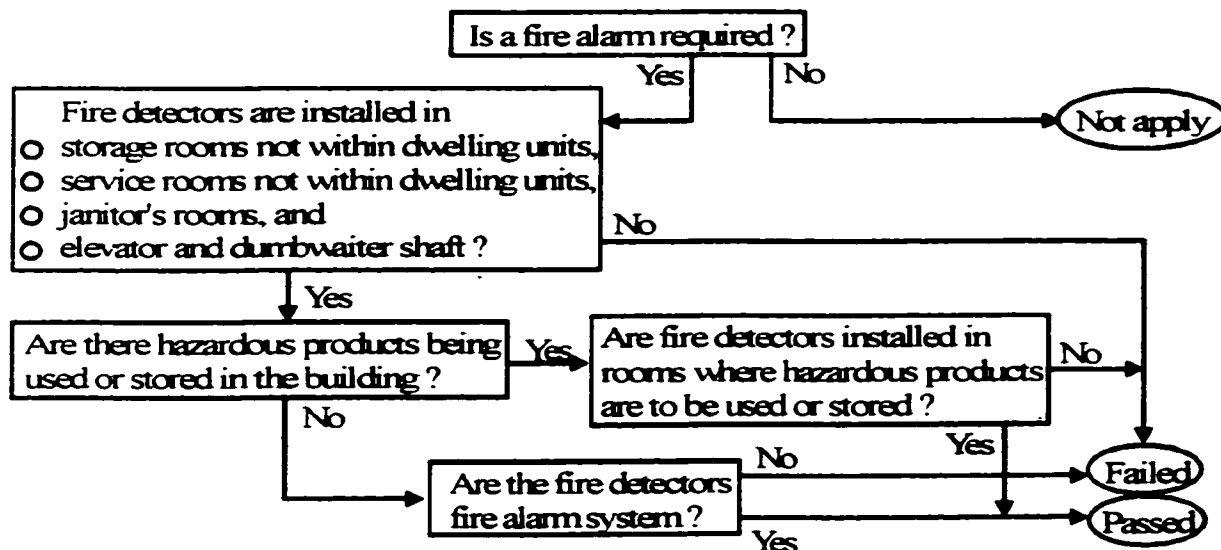 Is a fire alarm required ?
Yes
No
Not apply
Fire detectors are installed in
storage rooms not within dwelling units,
service rooms not within dwelling units,
janitor's rooms, and
elevator and dumbwaiter shaft ?
No
Yes
Are there hazardous products being
used or stored in the building ?
Yes
Are fire detectors installed in
rooms where hazardous products
are to be used or stored ?
No
No
Yes
Are the fire detectors
fire alarm system ?
No
Yes
Failed
Passed